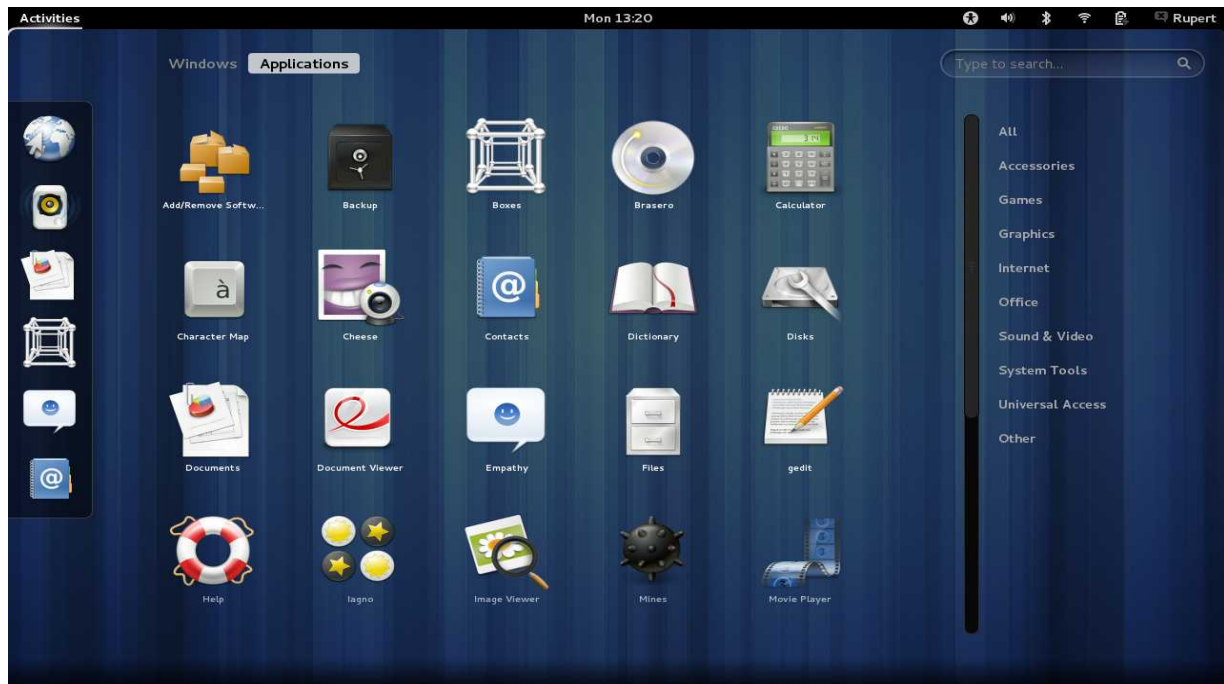 Activities Mon 13:20 Rupert
Windows Applications Type to search...
Add/Remove Softw... Backup Boxes Brasero Calculator
Character Map Cheese Contacts Dictionary Disks
Documents Document Viewer Empathy Files gedit
Help Iagno Image Viewer Mines Movie Player
All
Accessories
Games
Graphics
Internet
Office
Sound & Video
System Tools
Universal Access
Other